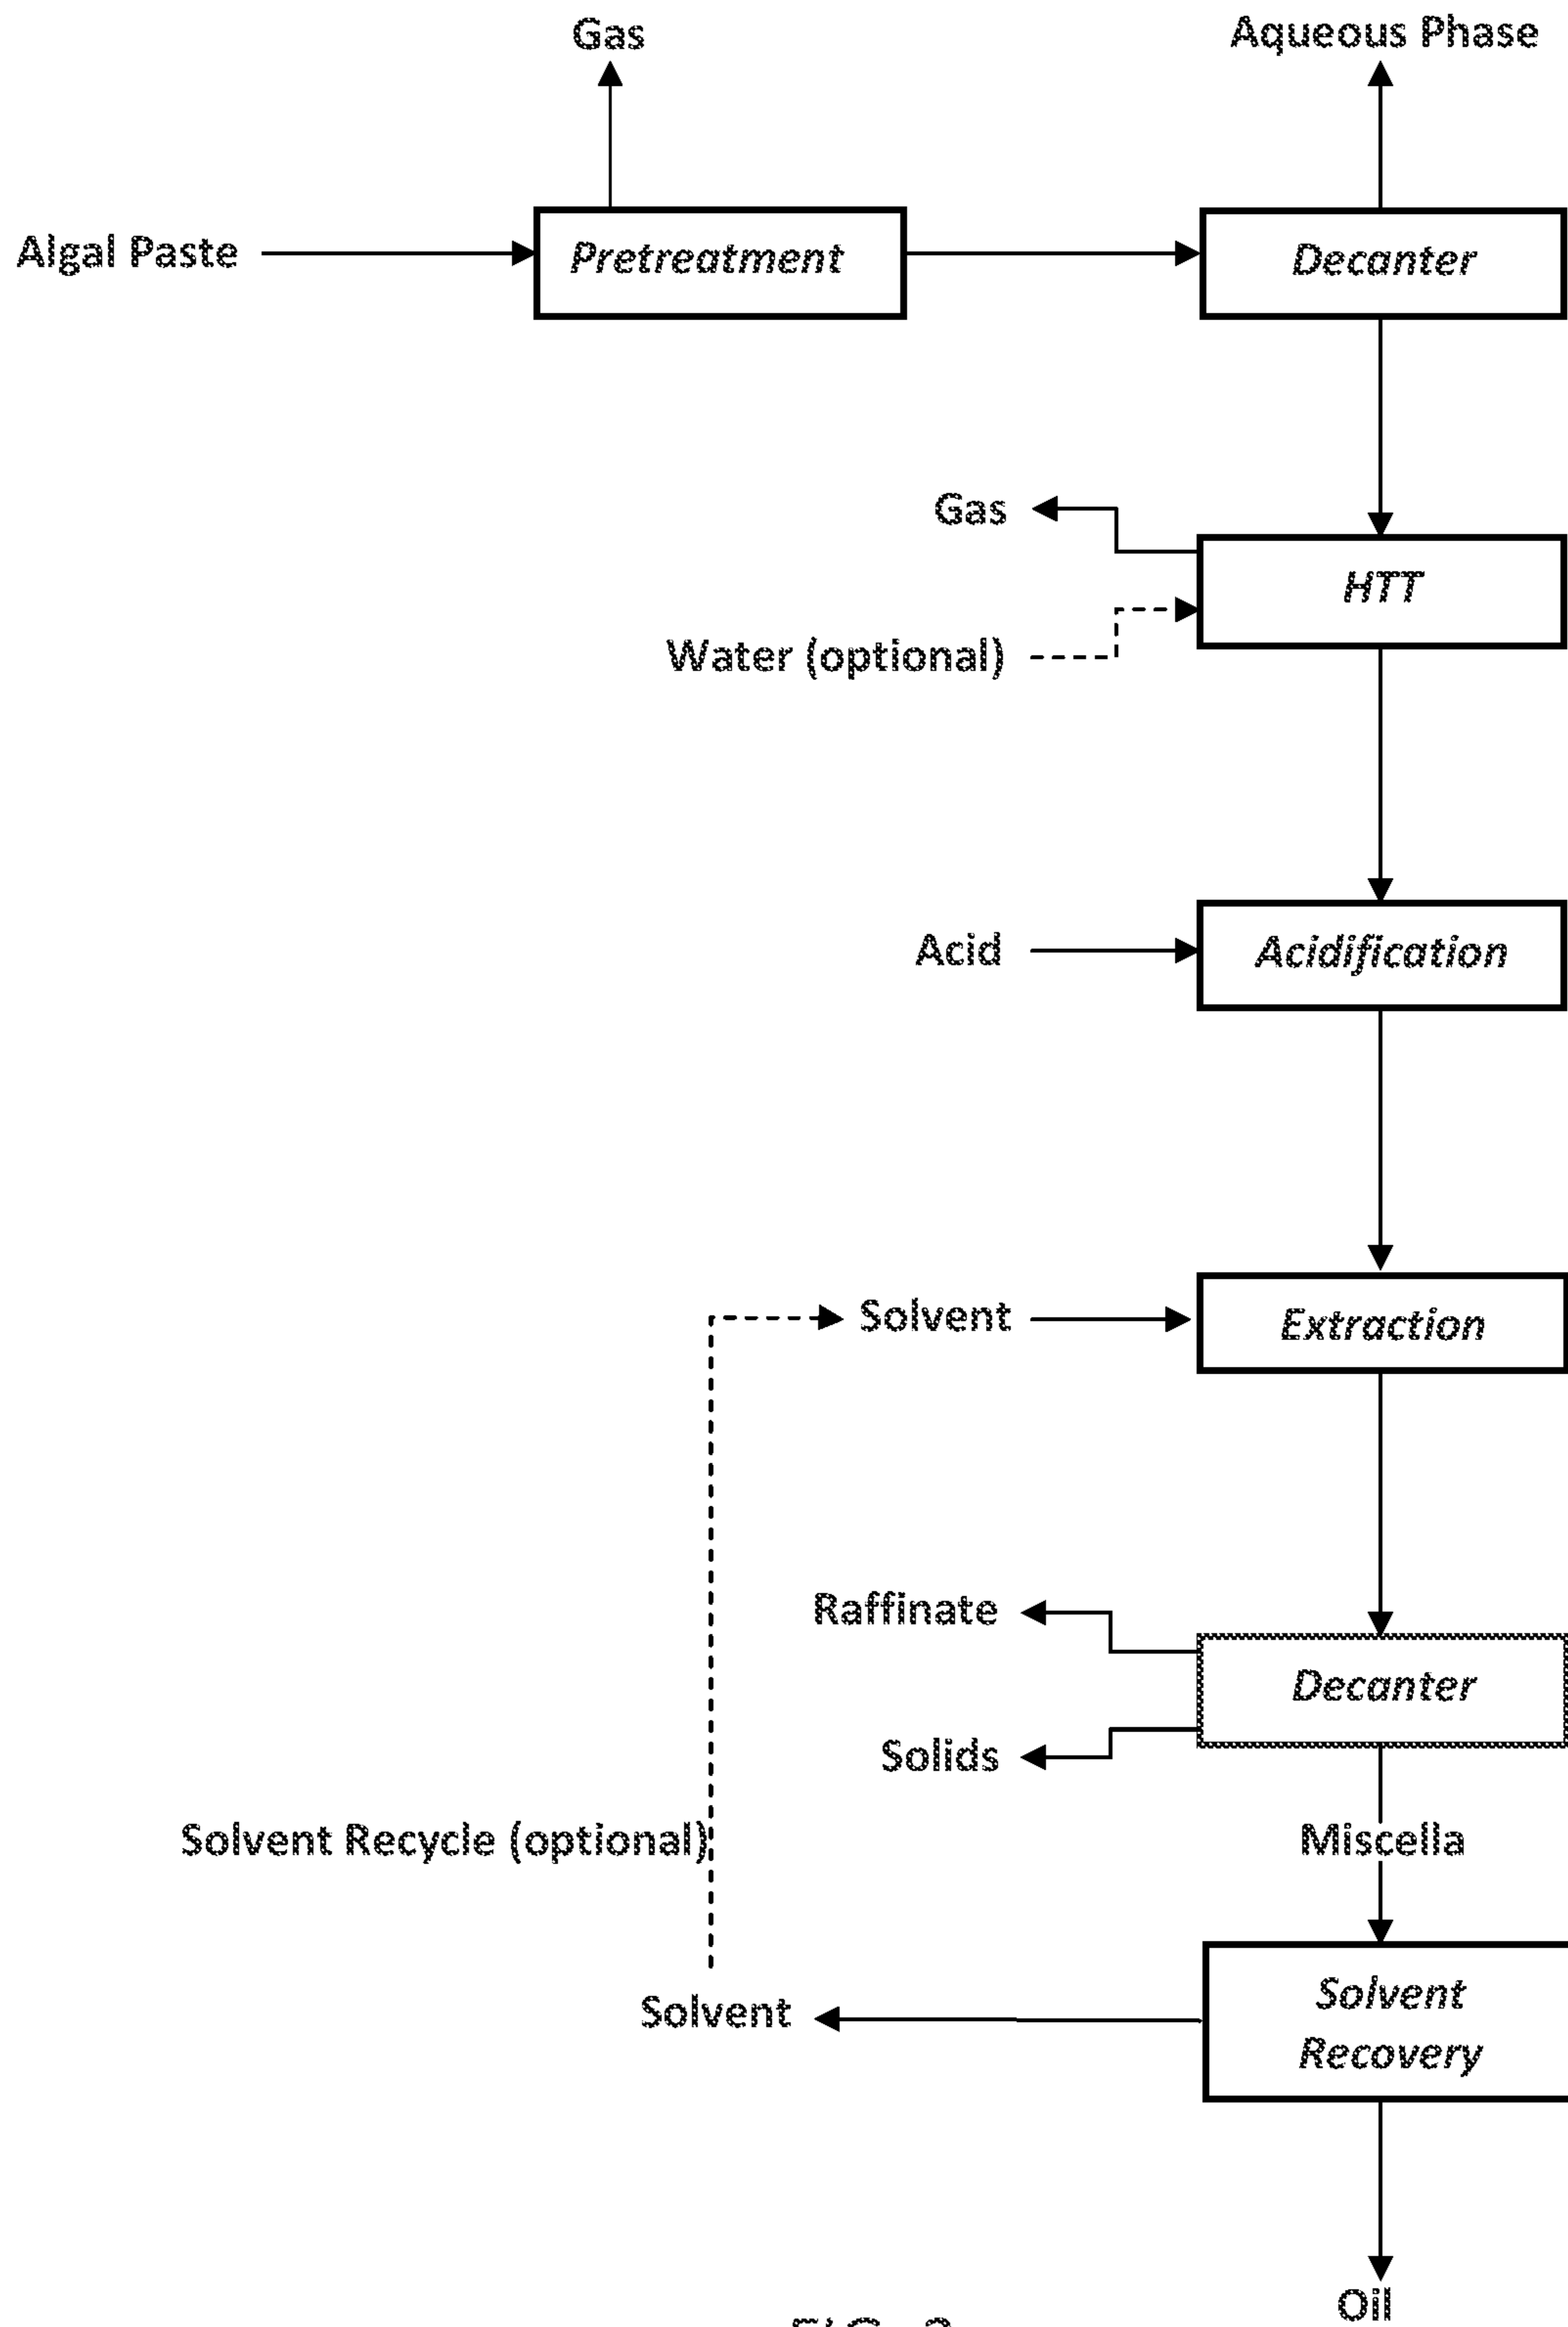 Gas
Aqueous Phase
Algal Paste
Pretreatment
Decanter
Gas
HTT
Water (optional)
Acid
Acidification
Solvent
Extraction
Raffinate
Decanter
Solids
Solvent Recycle (optional)
Miscella
Solvent
Solvent
Recovery
Oil